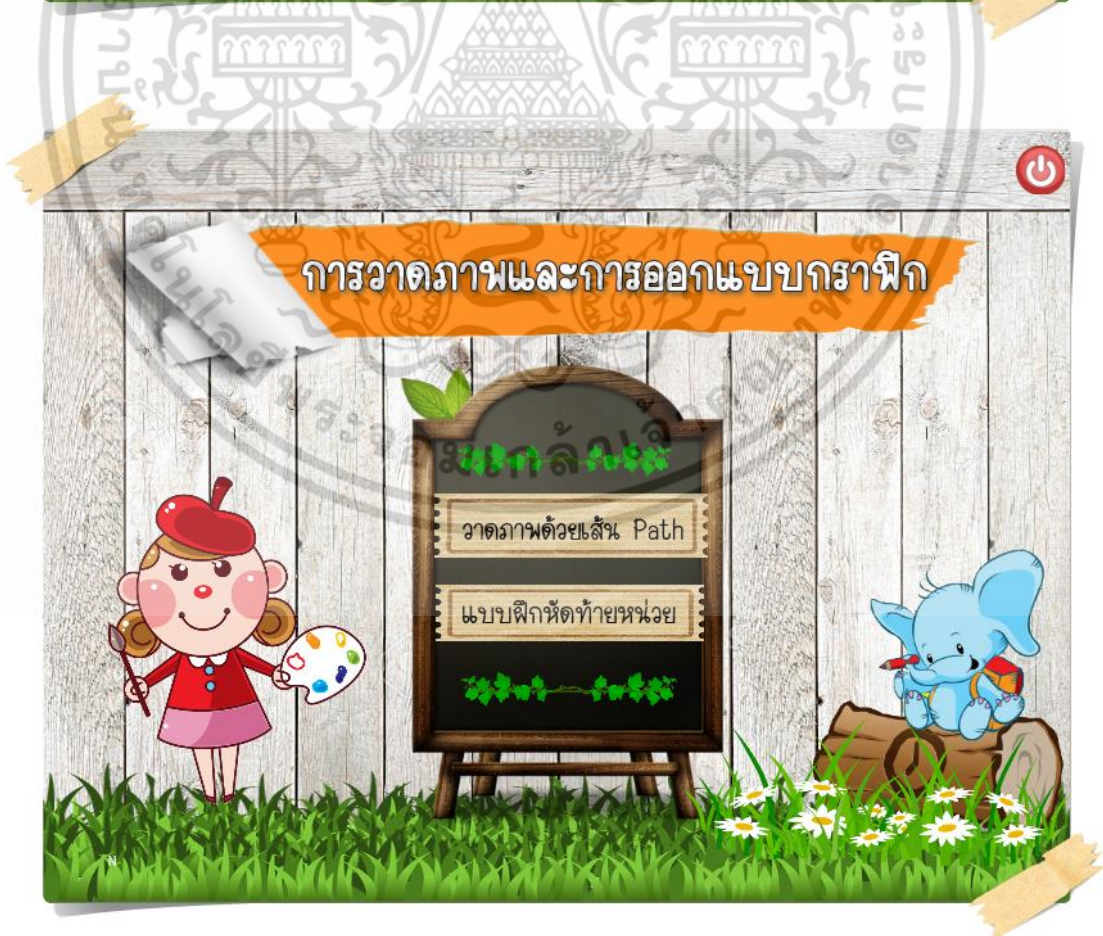 การวาดภาพและการออกแบบกราฟิก
วาดภาพด้วยเส้น Path
แบบฝึกหัดท้ายหน่วย
N